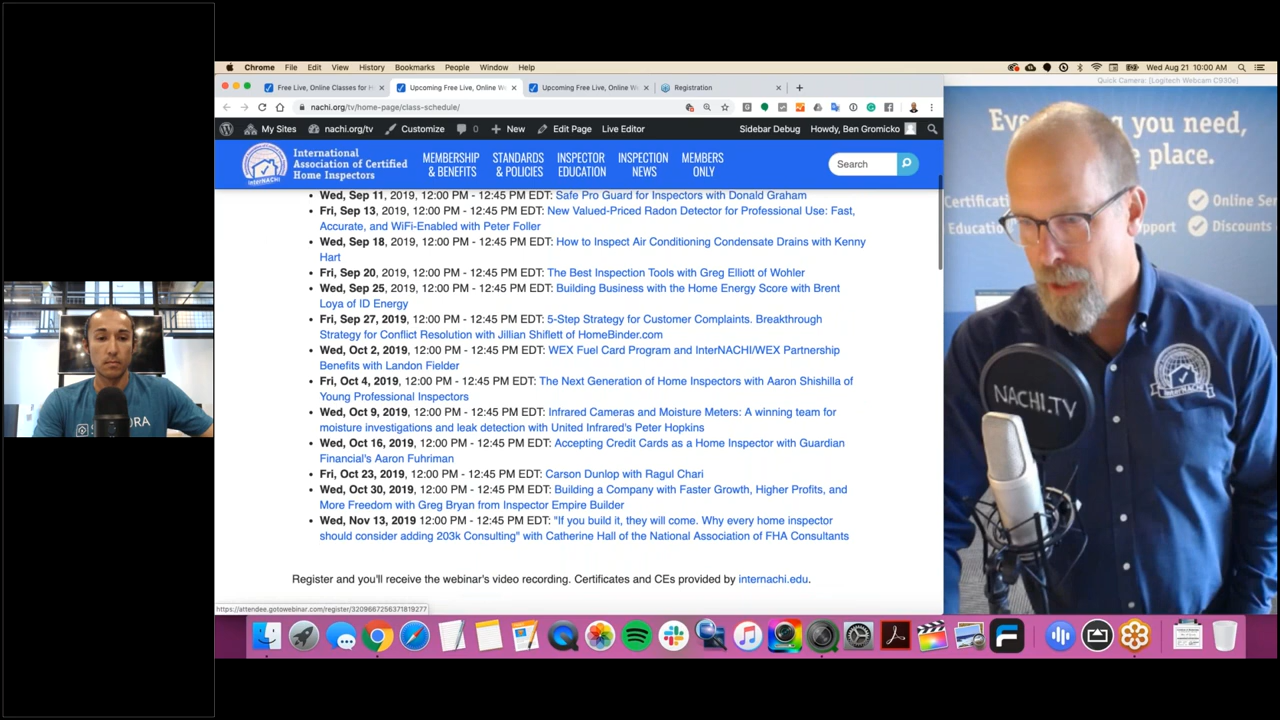 Chrome File Edit View History Bookmarks People Window Help
Wed Aug 21 10:00 AM
Quick Camera: [Logitech Webcam C930e]
Free Live, Online Classes for H
Upcoming Free Live, Online W
Upcoming Free Live, Online W
Registration
nachi.org/tv/home-page/class-schedule/
My Sites nachi.org/tv Customize 0 New Edit Page Live Editor Sidebar Debug Howdy, Ben Gromicko
International
Association of Certified
Home Inspectors
MEMBERSHIP
& BENEFITS
STANDARDS
& POLICIES
INSPECTOR
EDUCATION
INSPECTION
NEWS
MEMBERS
ONLY
Search
Wed, Sep 11, 2019, 12:00 PM - 12:45 PM EDT: Safe Pro Guard for Inspectors with Donald Graham
Fri, Sep 13, 2019, 12:00 PM - 12:45 PM EDT: New Valued-Priced Radon Detector for Professional Use: Fast,
Accurate, and WiFi-Enabled with Peter Foller
Wed, Sep 18, 2019, 12:00 PM - 12:45 PM EDT: How to Inspect Air Conditioning Condensate Drains with Kenny
Hart
Fri, Sep 20, 2019, 12:00 PM - 12:45 PM EDT: The Best Inspection Tools with Greg Elliott of Wohler
Wed, Sep 25, 2019, 12:00 PM - 12:45 PM EDT: Building Business with the Home Energy Score with Brent
Loya of ID Energy
Fri, Sep 27, 2019, 12:00 PM - 12:45 PM EDT: 5-Step Strategy for Customer Complaints. Breakthrough
Strategy for Conflict Resolution with Jillian Shiflett of HomeBinder.com
Wed, Oct 2, 2019, 12:00 PM - 12:45 PM EDT: WEX Fuel Card Program and InterNACHI/WEX Partnership
Benefits with Landon Fielder
Fri, Oct 4, 2019, 12:00 PM - 12:45 PM EDT: The Next Generation of Home Inspectors with Aaron Shishilla of
Young Professional Inspectors
Wed, Oct 9, 2019, 12:00 PM - 12:45 PM EDT: Infrared Cameras and Moisture Meters: A winning team for
moisture investigations and leak detection with United Infrared's Peter Hopkins
Wed, Oct 16, 2019, 12:00 PM - 12:45 PM EDT: Accepting Credit Cards as a Home Inspector with Guardian
Financial's Aaron Fuhriman
Fri, Oct 23, 2019, 12:00 PM - 12:45 PM EDT: Carson Dunlop with Ragul Chari
Wed, Oct 30, 2019, 12:00 PM - 12:45 PM EDT: Building a Company with Faster Growth, Higher Profits, and
More Freedom with Greg Bryan from Inspector Empire Builder
Wed, Nov 13, 2019 12:00 PM - 12:45 PM EDT: "If you build it, they will come. Why every home inspector
should consider adding 203k Consulting" with Catherine Hall of the National Association of FHA Consultants
Register and you'll receive the webinar's video recording. Certificates and CEs provided by internachi.edu.
https://attendee.gotowebinar.com/register/3209667256371819277
you need,
place.
Online Se
Discounts
NACHI.TV